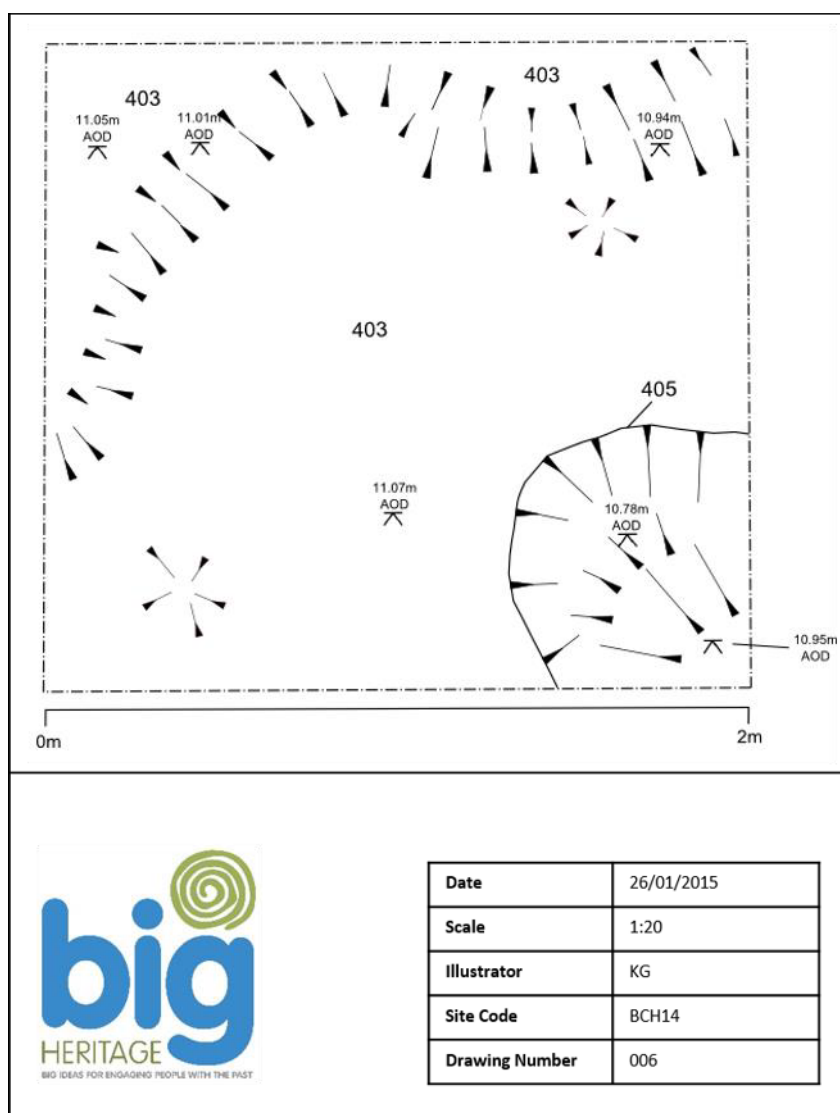 403
403
11.05m
AOD
11.01m
AOD
10.94m
AOD
403
405
11.07m
AOD
10.78m
AOD
10.95m
AOD
0m
2m
big
HERITAGE
BIG IDEAS FOR ENGAGING PEOPLE WITH THE PAST
Date 26/01/2015
Scale 1:20
Illustrator KG
Site Code BCH14
Drawing Number 006